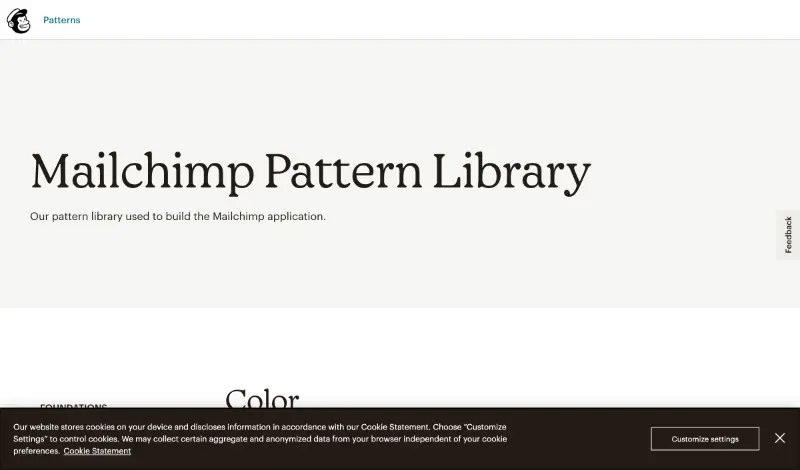 Patterns
Mailchimp Pattern Library
Our pattern library used to build the Mailchimp application.
Feedback
Color
FOUNDATIONS
Our website stores cookies on your device and discloses information in accordance with our Cookie Statement. Choose “Customize
Settings” to control cookies. We may collect certain aggregate and anonymized data from your browser independent of your cookie
preferences. Cookie Statement
Customize settings